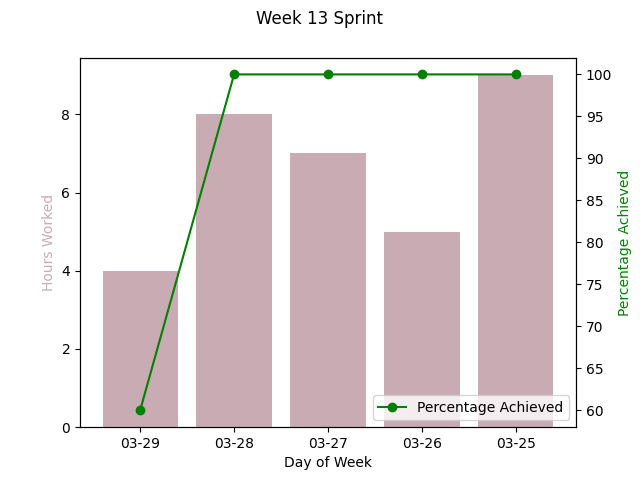 Week 13 Sprint
Hours Worked
8
6
4
2
0
100
95
90
85
80
75
70
65
60
Percentage Achieved
Percentage Achieved
03-29 03-28 03-27 03-26 03-25
Day of Week